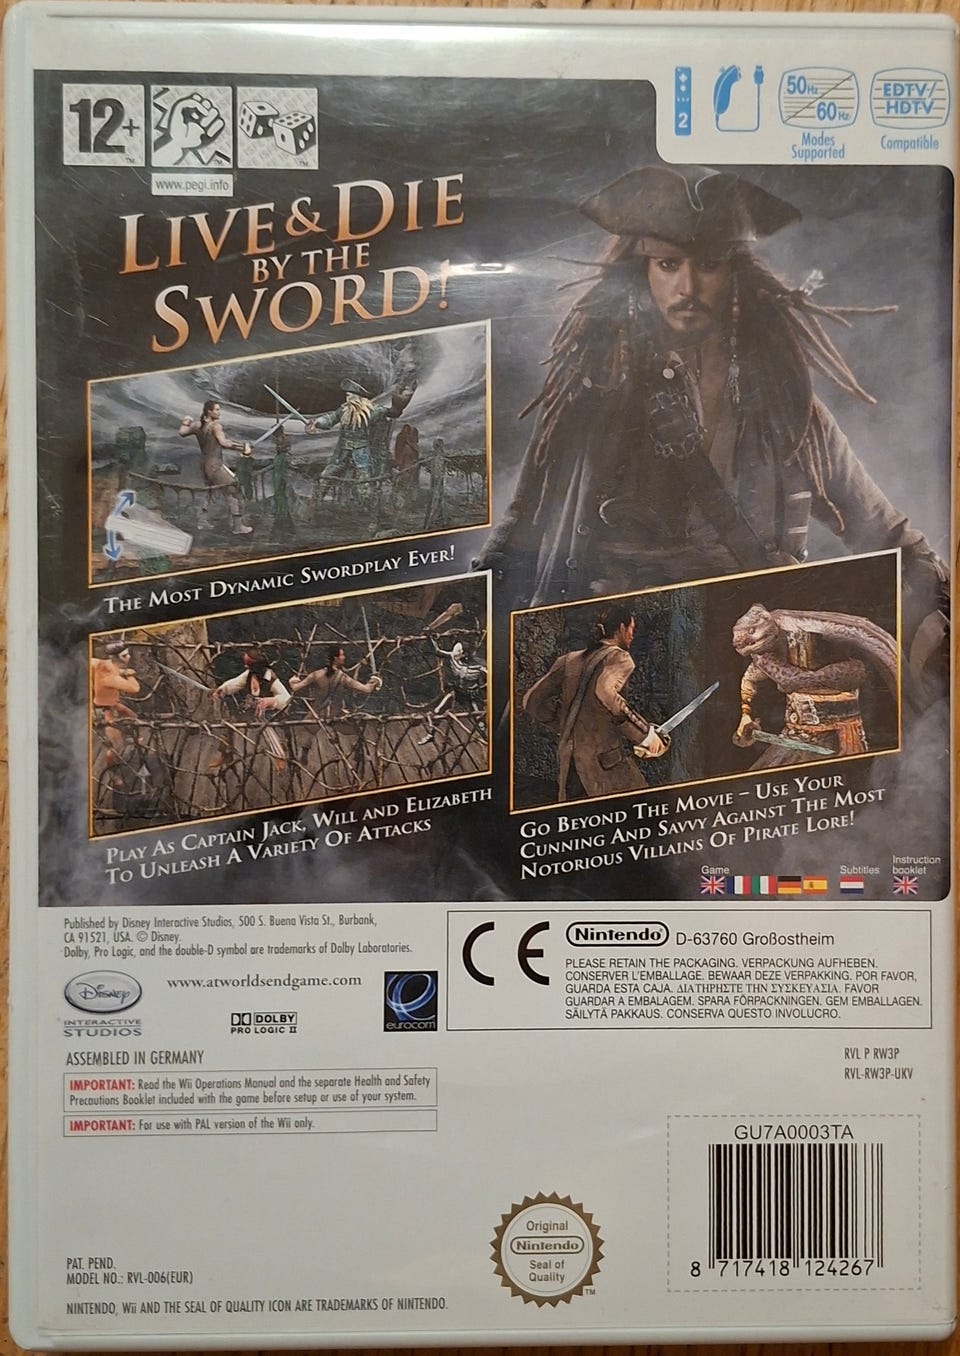 12+
www.pegi.info
2
50Hz
60Hz
Modes
Supported
EDTV/
HDTV
Compatible
LIVE & DIE
BY THE
SWORD!
THE MOST DYNAMIC SWORDPLAY EVER!
PLAY AS CAPTAIN JACK, WILL AND ELIZABETH
TO UNLEASH A VARIETY OF ATTACKS
GO BEYOND THE MOVIE – USE YOUR
CUNNING AND SAVVY AGAINST THE MOST
NOTORIOUS VILLAINS OF PIRATE LORE!
Game
Subtitles
Instruction
booklet
Published by Disney Interactive Studios, 500 S. Buena Vista St., Burbank,
CA 91521, USA. © Disney.
Dolby, Pro Logic, and the double-D symbol are trademarks of Dolby Laboratories.
Disney
INTERACTIVE
STUDIOS
www.atworldsendgame.com
DOLBY
PRO LOGIC II
eurocom
CE
Nintendo D-63760 Großostheim
PLEASE RETAIN THE PACKAGING. VERPACKUNG AUFHEBEN.
CONSERVER L'EMBALLAGE. BEWAAR DEZE VERPAKKING. POR FAVOR,
GUARDA ESTA CAJA. ΔΙΑΤΗΡΗΣΤΕ ΤΗΝ ΣΥΣΚΕΥΑΣΙΑ. FAVOR
GUARDAR A EMBALAGEM. SPARA FÖRPACKNINGEN. GEM EMBALLAGEN.
SÄILYTÄ PAKKAUS. CONSERVA QUESTO INVOLUCRO.
ASSEMBLED IN GERMANY
RVL P RW3P
RVL-RW3P-UKV
IMPORTANT: Read the Wii Operations Manual and the separate Health and Safety
Precautions Booklet included with the game before setup or use of your system.
IMPORTANT: For use with PAL version of the Wii only.
GU7A0003TA
8 717418 124267
Original
Nintendo
Seal of
Quality
TM
PAT. PEND.
MODEL NO.: RVL-006(EUR)
NINTENDO, Wii AND THE SEAL OF QUALITY ICON ARE TRADEMARKS OF NINTENDO.